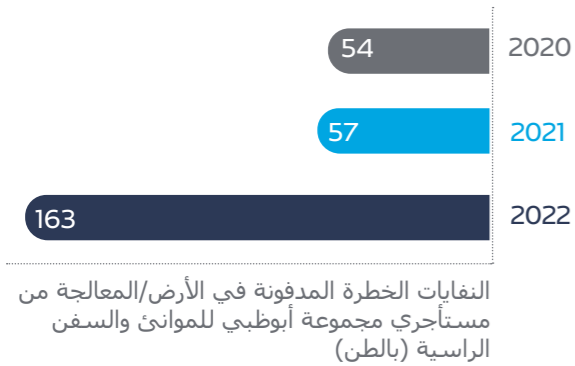 2020 54
2021 57
2022 163
النفايات الخطرة المدفونة في الأرض/المعالجة من
مستأجري مجموعة أبوظبي للموانئ والسفن
الراسية (بالطن)